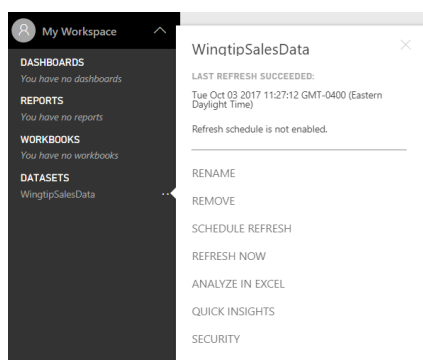 My Workspace
DASHBOARDS
You have no dashboards
REPORTS
You have no reports
WORKBOOKS
You have no workbooks
DATASETS
WingtipSalesData
WingtipSalesData
LAST REFRESH SUCCEEDED:
Tue Oct 03 2017 11:27:12 GMT-0400 (Eastern
Daylight Time)
Refresh schedule is not enabled.
RENAME
REMOVE
SCHEDULE REFRESH
REFRESH NOW
ANALYZE IN EXCEL
QUICK INSIGHTS
SECURITY